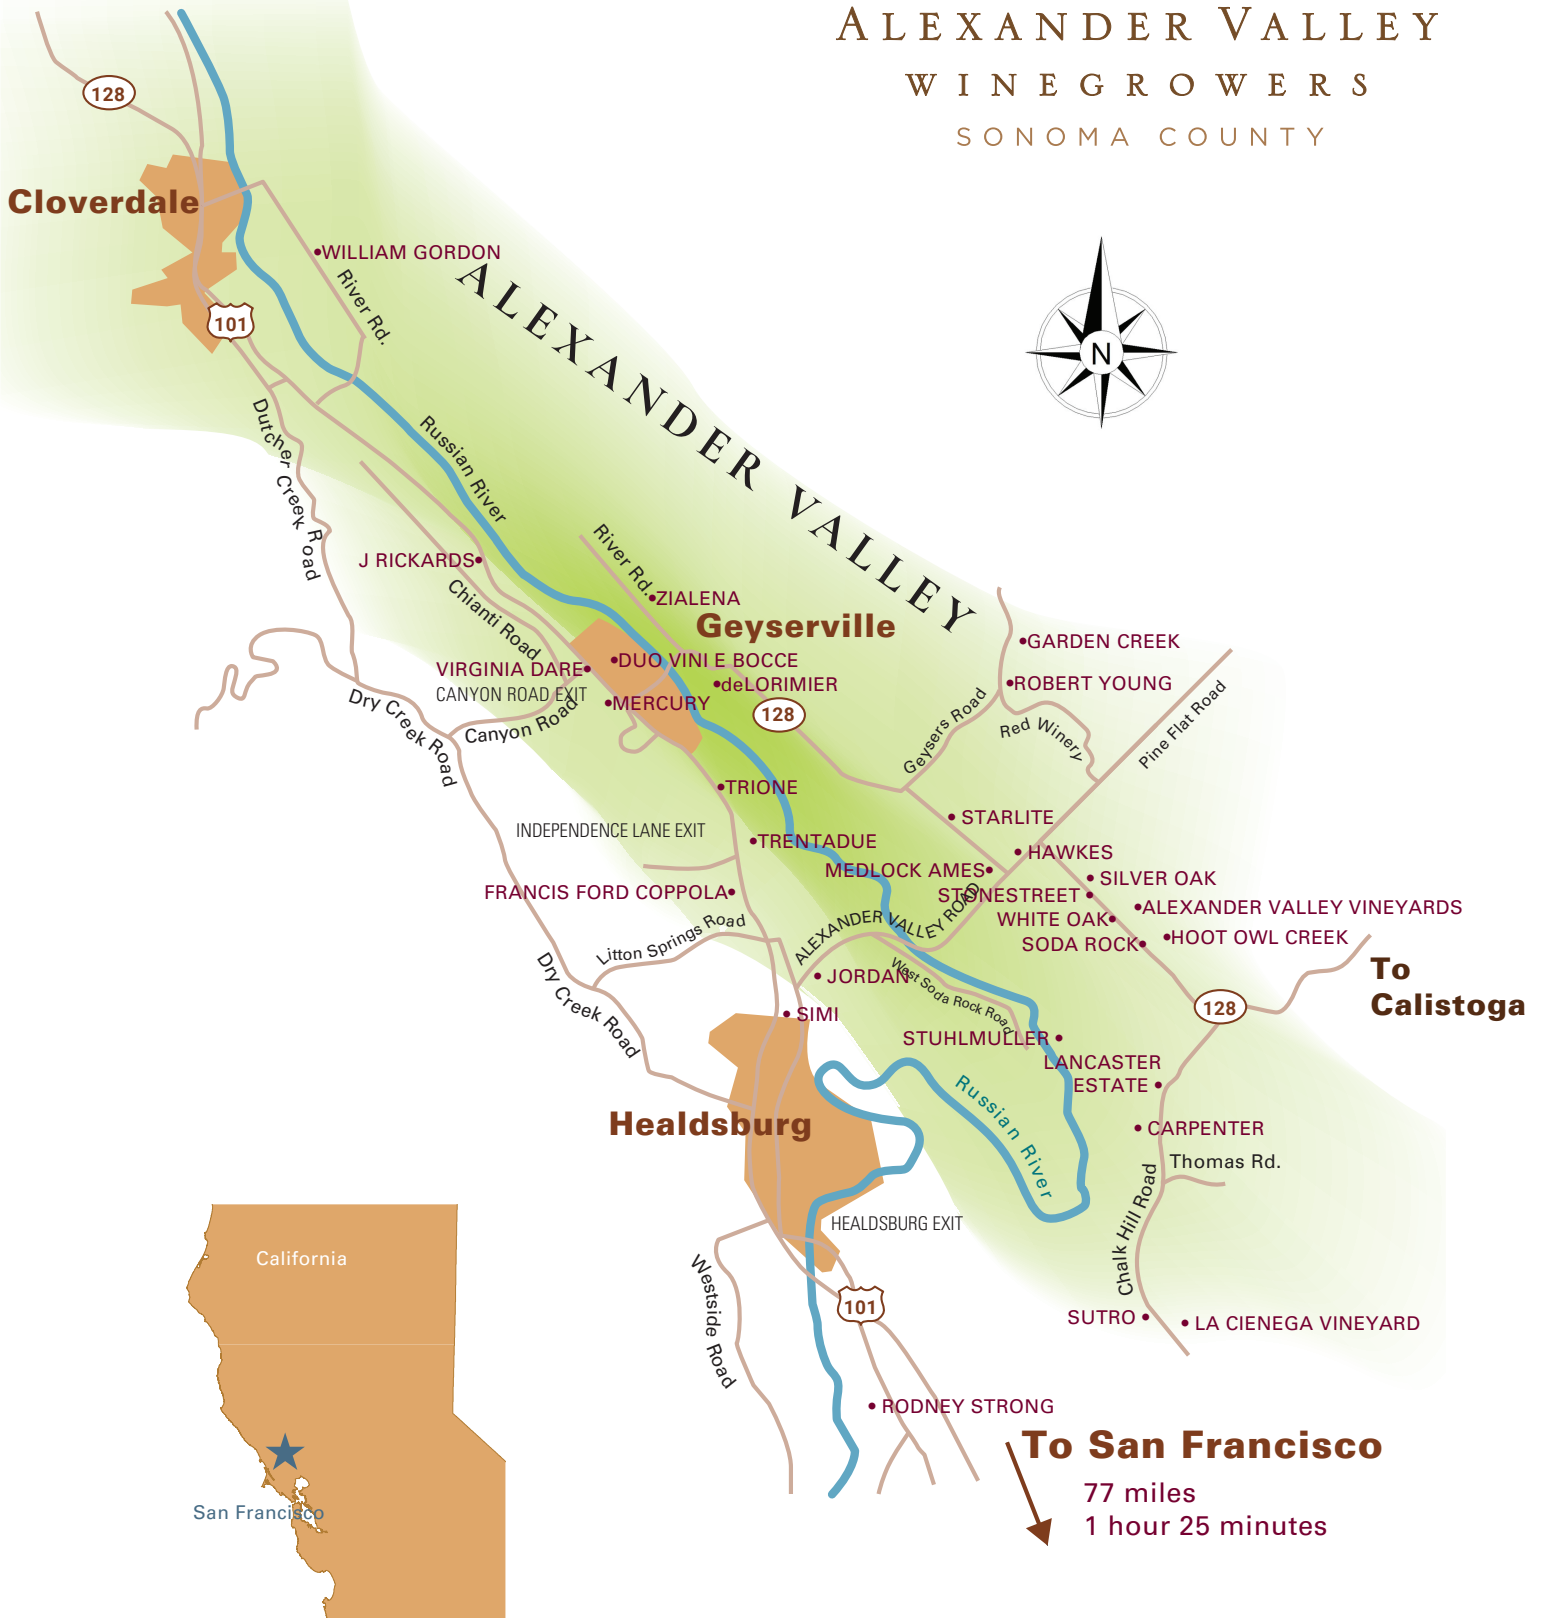 ALEXANDER VALLEY
WINEGROWERS
SONOMA COUNTY
128
Cloverdale
WILLIAM GORDON
River Rd.
ALEXANDER VALLEY
N
101
Dutcher Creek Road
Russian River
River Rd.
J RICKARDS
Chianti Road
ZIALENA
Geyserville
GARDEN CREEK
VIRGINIA DARE
DUO VINI E BOCCE
CANYON ROAD EXIT
deLORIMIER
ROBERT YOUNG
MERCURY
128
Canyon Road
Dry Creek Road
Geysers Road
Red Winery
Pine Flat Road
TRIONE
STARLITE
INDEPENDENCE LANE EXIT
TRENTADUE
HAWKES
MEDLOCK AMES
SILVER OAK
FRANCIS FORD COPPOLA
STONESTREET
ALEXANDER VALLEY VINEYARDS
WHITE OAK
ALEXANDER VALLEY ROAD
Litton Springs Road
SODA ROCK
HOOT OWL CREEK
To
Calistoga
JORDAN
West Soda Rock Road
Dry Creek Road
128
SIMI
STUHLMULLER
LANCASTER
ESTATE
Russian River
Healdsburg
CARPENTER
Thomas Rd.
Chalk Hill Road
HEALDSBURG EXIT
Westside Road
101
SUTRO
LA CIENEGA VINEYARD
RODNEY STRONG
To San Francisco
77 miles
1 hour 25 minutes
California
San Francisco